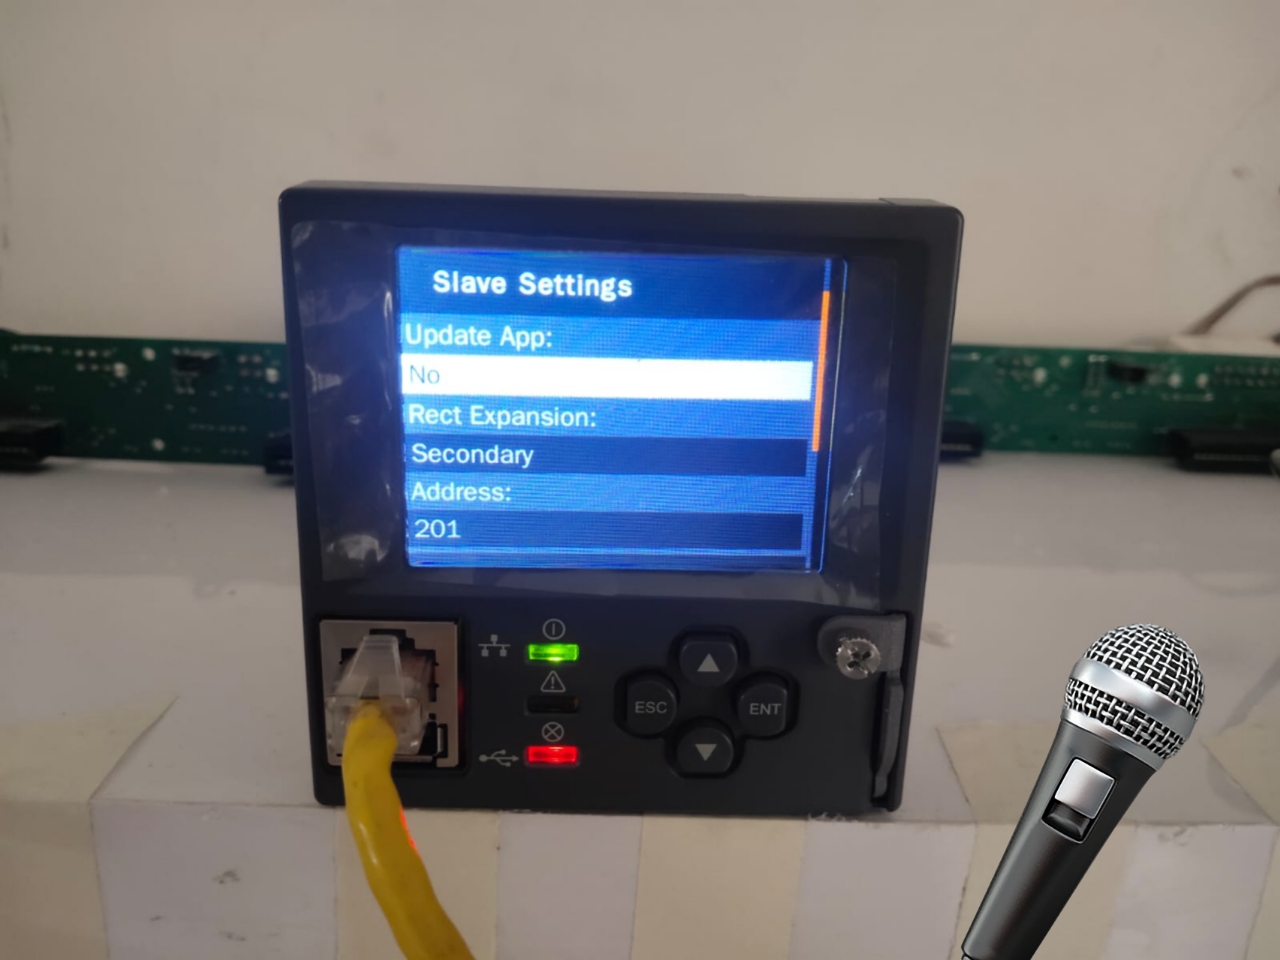 Slave Settings
Update App:
No
Rect Expansion:
Secondary
Address:
201
ESC
ENT